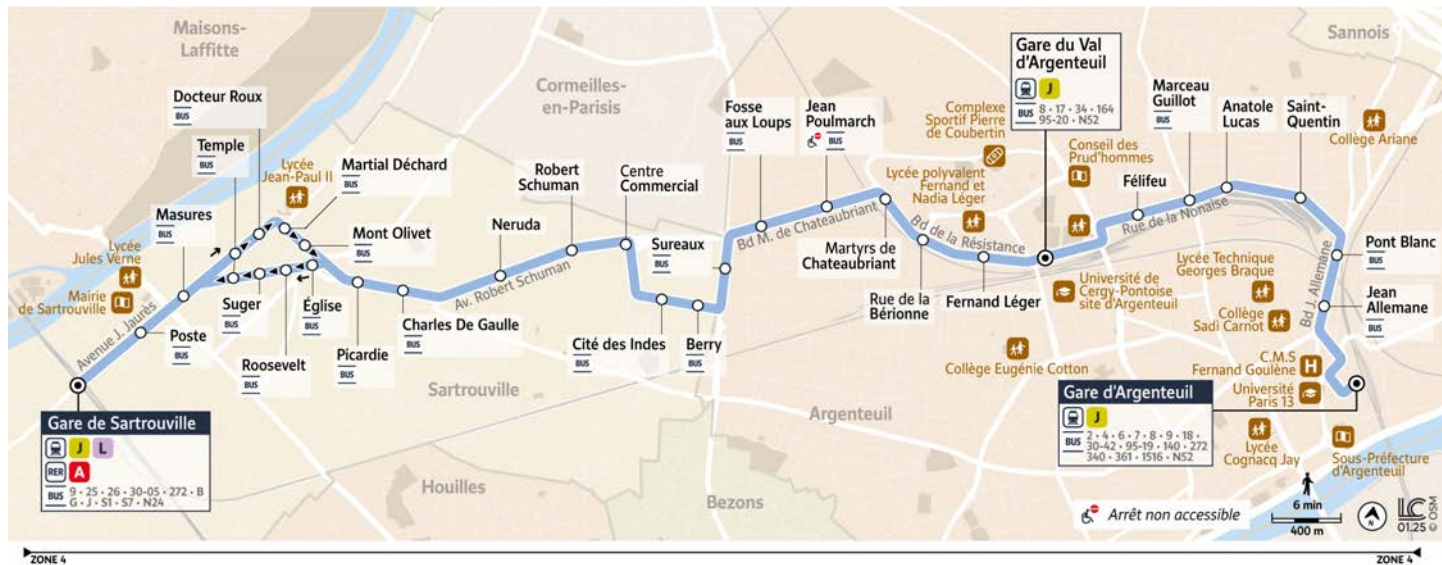 Maisons-
Laffitte
Cormeilles-
en-Parisis
Sannois
Sartrouville
Houilles
Bezons
Argenteuil
Gare de Sartrouville
J L
RER A
BUS 9 • 25 • 26 • 30-05 • 272 • B
G • J • S1 • S7 • N24
Avenue J. Jaurès
Poste
BUS
Mairie
de Sartrouville
Lycée
Jules Verne
Masures
BUS
Temple
BUS
Docteur Roux
BUS
Lycée
Jean-Paul II
Martial Déchard
BUS
Mont Olivet
BUS
Suger
BUS
Roosevelt
BUS
Église
BUS
Picardie
BUS
Charles De Gaulle
BUS
Av. Robert Schuman
Neruda
BUS
Robert
Schuman
BUS
Centre
Commercial
BUS
Cité des Indes
BUS
Berry
BUS
Sureaux
BUS
Fosse
aux Loups
BUS
Jean
Poulmarch
BUS
Bd M. de Chateaubriant
Martyrs de
Chateaubriant
Rue de la
Bérionne
Bd de la Résistance
Fernand Léger
Lycée polyvalent
Fernand et
Nadia Léger
Complexe
Sportif Pierre
de Coubertin
Gare du Val
d'Argenteuil
J
BUS 8 • 17 • 34 • 164
95-20 • N52
Conseil des
Prud'hommes
Université de
Cergy-Pontoise
site d'Argenteuil
Collège Eugénie Cotton
Félifeu
Rue de la Nonaise
Marceau
Guillot
BUS
Anatole
Lucas
Saint-
Quentin
Collège Ariane
Pont Blanc
BUS
Bd J. Allemane
Jean
Allemane
BUS
Lycée Technique
Georges Braque
Collège
Sadi Carnot
C.M.S
Fernand Goulène
H
Université
Paris 13
Gare d'Argenteuil
J
BUS 2 • 4 • 6 • 7 • 8 • 9 • 18 •
30-42 • 95-19 • 140 • 272
340 • 361 • 1516 • N52
Lycée
Cognacq Jay
Sous-Préfecture
d'Argenteuil
Arrêt non accessible
6 min
400 m
N
LC
01.25 © OSM
ZONE 4
ZONE 4